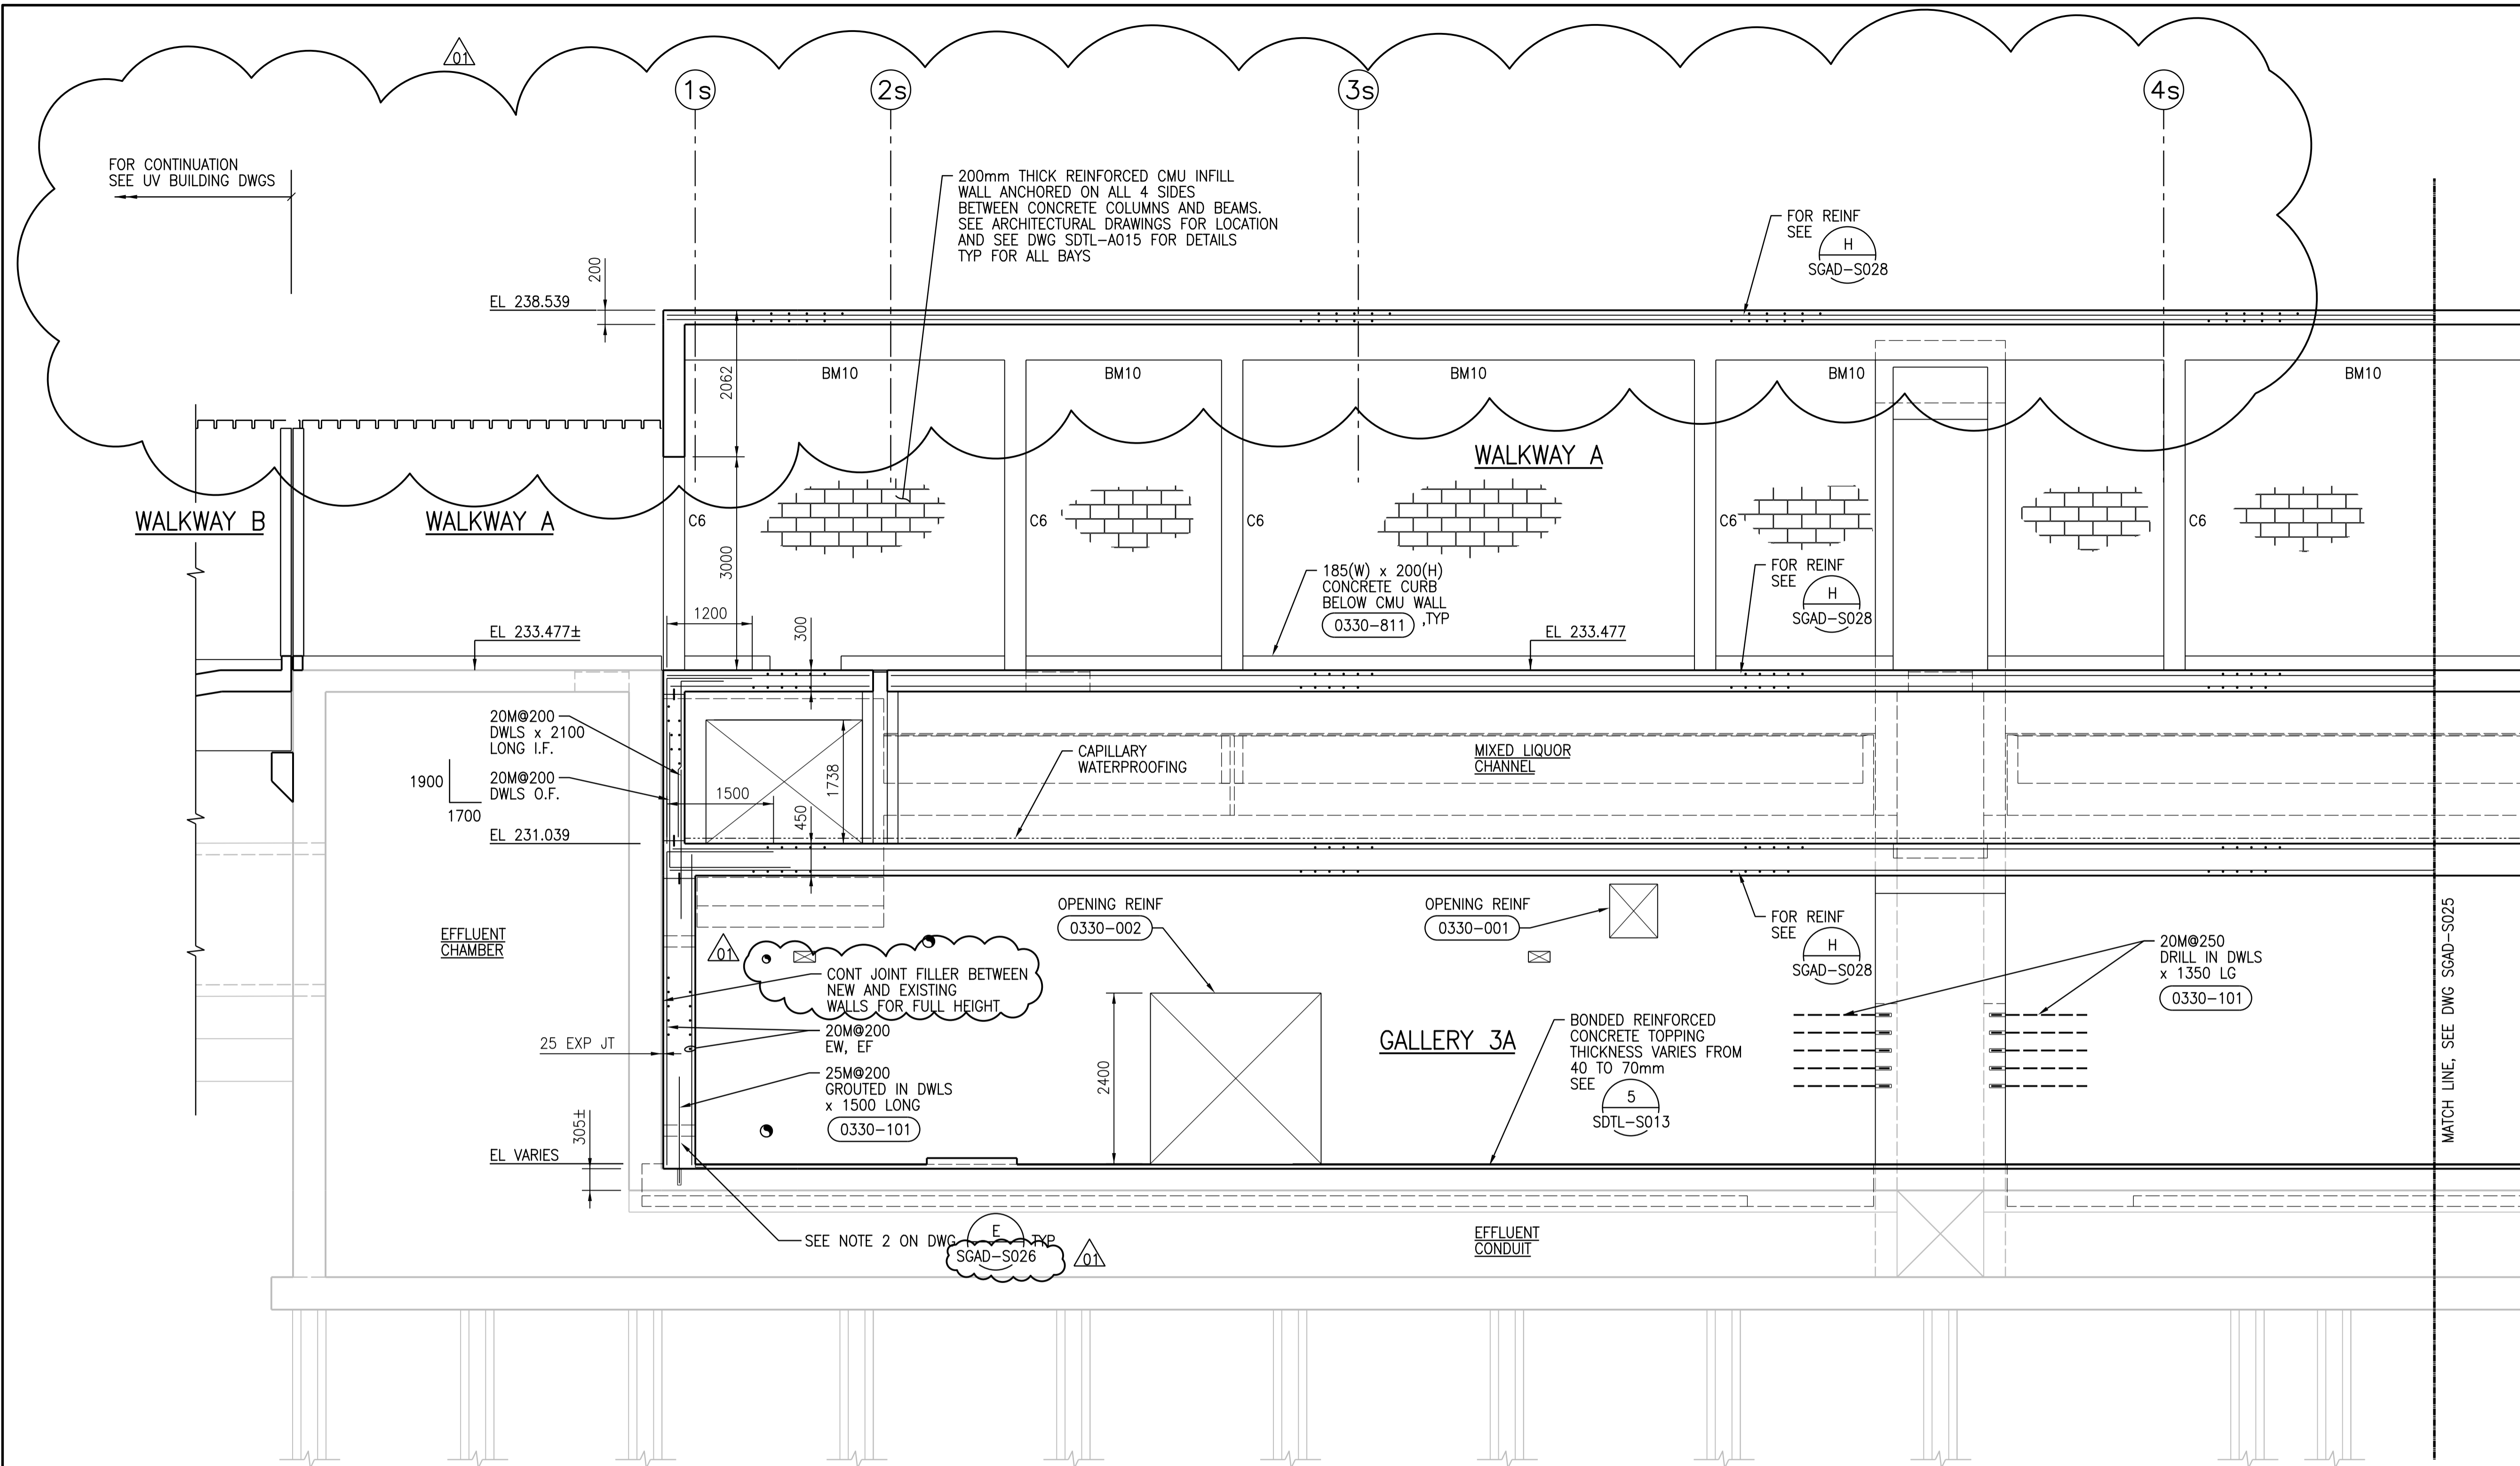 01
1s
2s
3s
4s
FOR CONTINUATION
SEE UV BUILDING DWGS
200mm THICK REINFORCED CMU INFILL
WALL ANCHORED ON ALL 4 SIDES
BETWEEN CONCRETE COLUMNS AND BEAMS.
SEE ARCHITECTURAL DRAWINGS FOR LOCATION
AND SEE DWG SDTL-A015 FOR DETAILS
TYP FOR ALL BAYS
FOR REINF
SEE
H
SGAD-S028
200
EL 238.539
2062
BM10
BM10
BM10
BM10
BM10
WALKWAY A
WALKWAY B
WALKWAY A
C6
C6
C6
C6
C6
3000
185(W) x 200(H)
CONCRETE CURB
BELOW CMU WALL
0330-811 ,TYP
FOR REINF
SEE
H
SGAD-S028
1200
300
EL 233.477±
EL 233.477
20M@200
DWLS x 2100
LONG I.F.
1900
1700
20M@200
DWLS O.F.
1500
1738
450
CAPILLARY
WATERPROOFING
MIXED LIQUOR
CHANNEL
EL 231.039
EFFLUENT
CHAMBER
OPENING REINF
0330-002
OPENING REINF
0330-001
FOR REINF
SEE
H
SGAD-S028
20M@250
DRILL IN DWLS
x 1350 LG
0330-101
MATCH LINE, SEE DWG SGAD-S025
01
CONT JOINT FILLER BETWEEN
NEW AND EXISTING
WALLS FOR FULL HEIGHT
20M@200
EW, EF
25 EXP JT
25M@200
GROUTED IN DWLS
x 1500 LONG
0330-101
2400
GALLERY 3A
BONDED REINFORCED
CONCRETE TOPPING
THICKNESS VARIES FROM
40 TO 70mm
SEE
5
SDTL-S013
305±
EL VARIES
SEE NOTE 2 ON DWG
E
TYP
SGAD-S026
01
EFFLUENT
CONDUIT